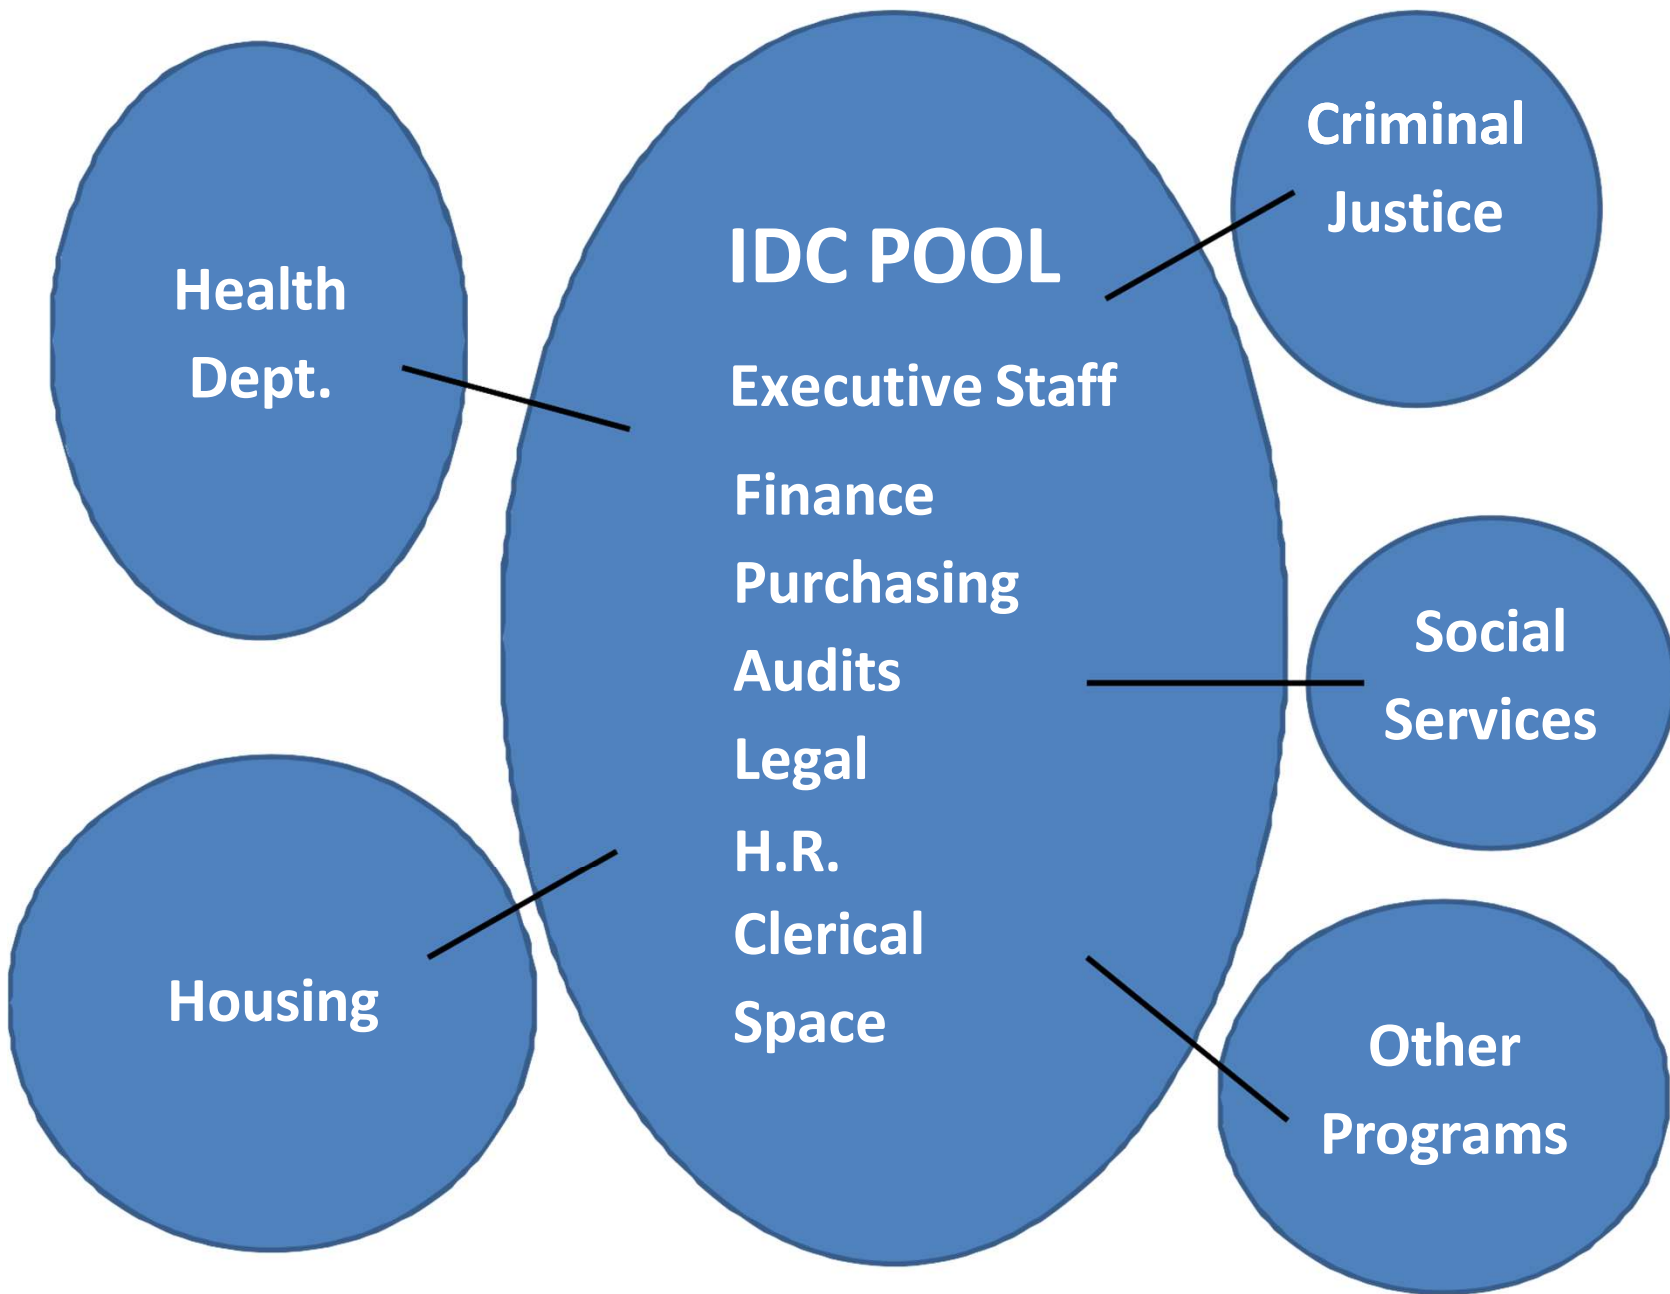 Health
Dept.
Housing
IDC POOL
Executive Staff
Finance
Purchasing
Audits
Legal
H.R.
Clerical
Space
Criminal
Justice
Social
Services
Other
Programs